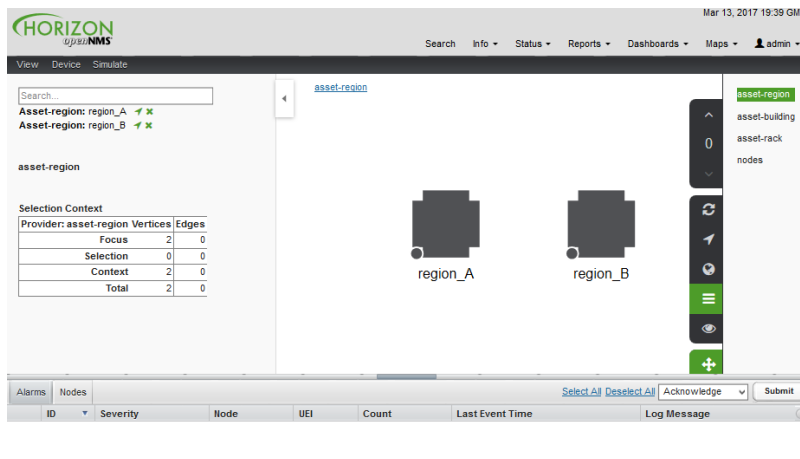 Mar 13, 2017 19:39 GM
HORIZON
openNMS
Search Info Status Reports Dashboards Maps admin
View Device Simulate
Search...
Asset-region: region_A
Asset-region: region_B
asset-region
Selection Context
Provider: asset-region Vertices Edges
Focus 2 0
Selection 0 0
Context 2 0
Total 2 0
asset-region
region_A region_B
0
asset-region
asset-building
asset-rack
nodes
Alarms Nodes
Select All Deselect All Acknowledge Submit
ID Severity Node UEI Count Last Event Time Log Message